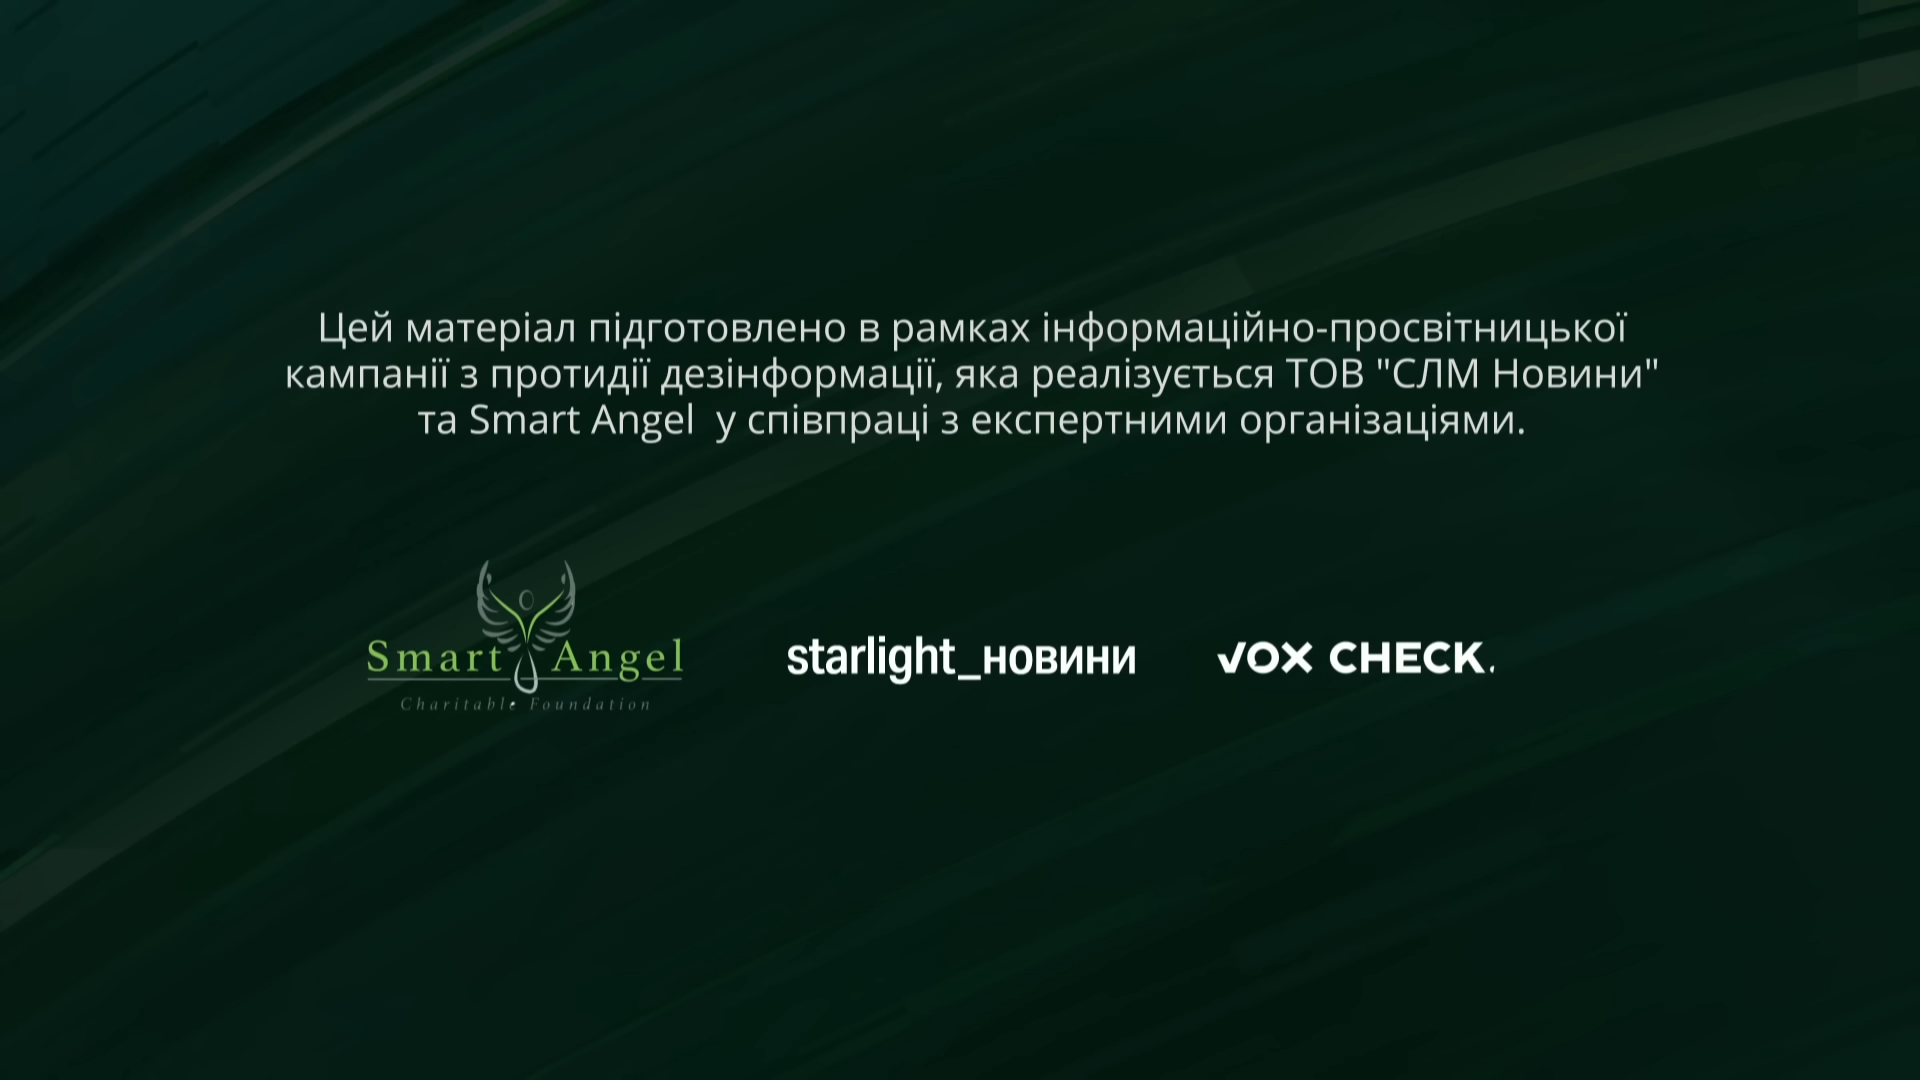 Цей матеріал підготовлено в рамках інформаційно-просвітницької
кампанії з протидії дезінформації, яка реалізується ТОВ "СЛМ Новини"
та Smart Angel у співпраці з експертними організаціями.
Smart Angel
Charitable Foundation
starlight_новини
VOX CHECK.